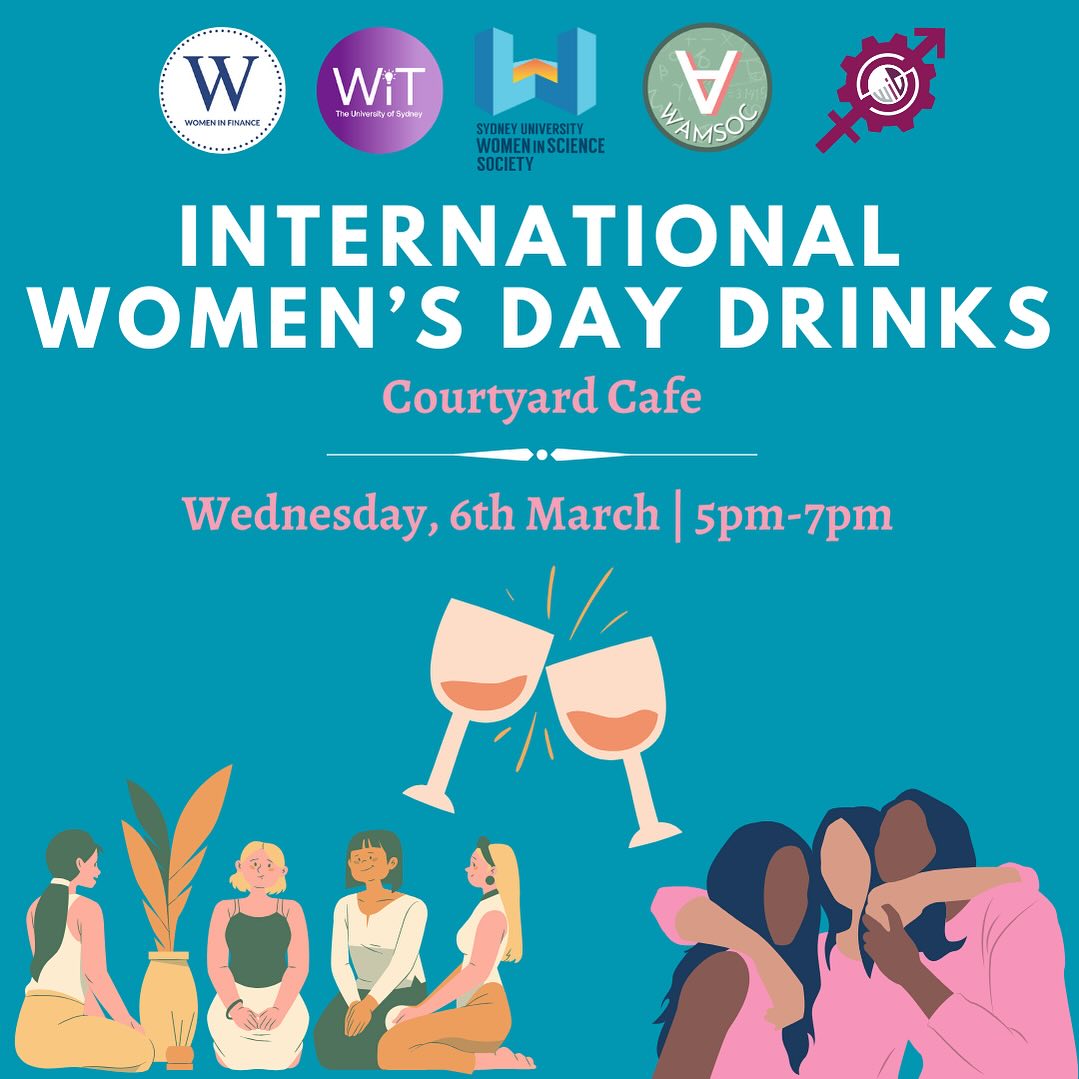 W
WOMEN IN FINANCE
WiT
The University of Sydney
SYDNEY UNIVERSITY
WOMEN IN SCIENCE
SOCIETY
WAMSOC
INTERNATIONAL
WOMEN'S DAY DRINKS
Courtyard Cafe
Wednesday, 6th March | 5pm-7pm